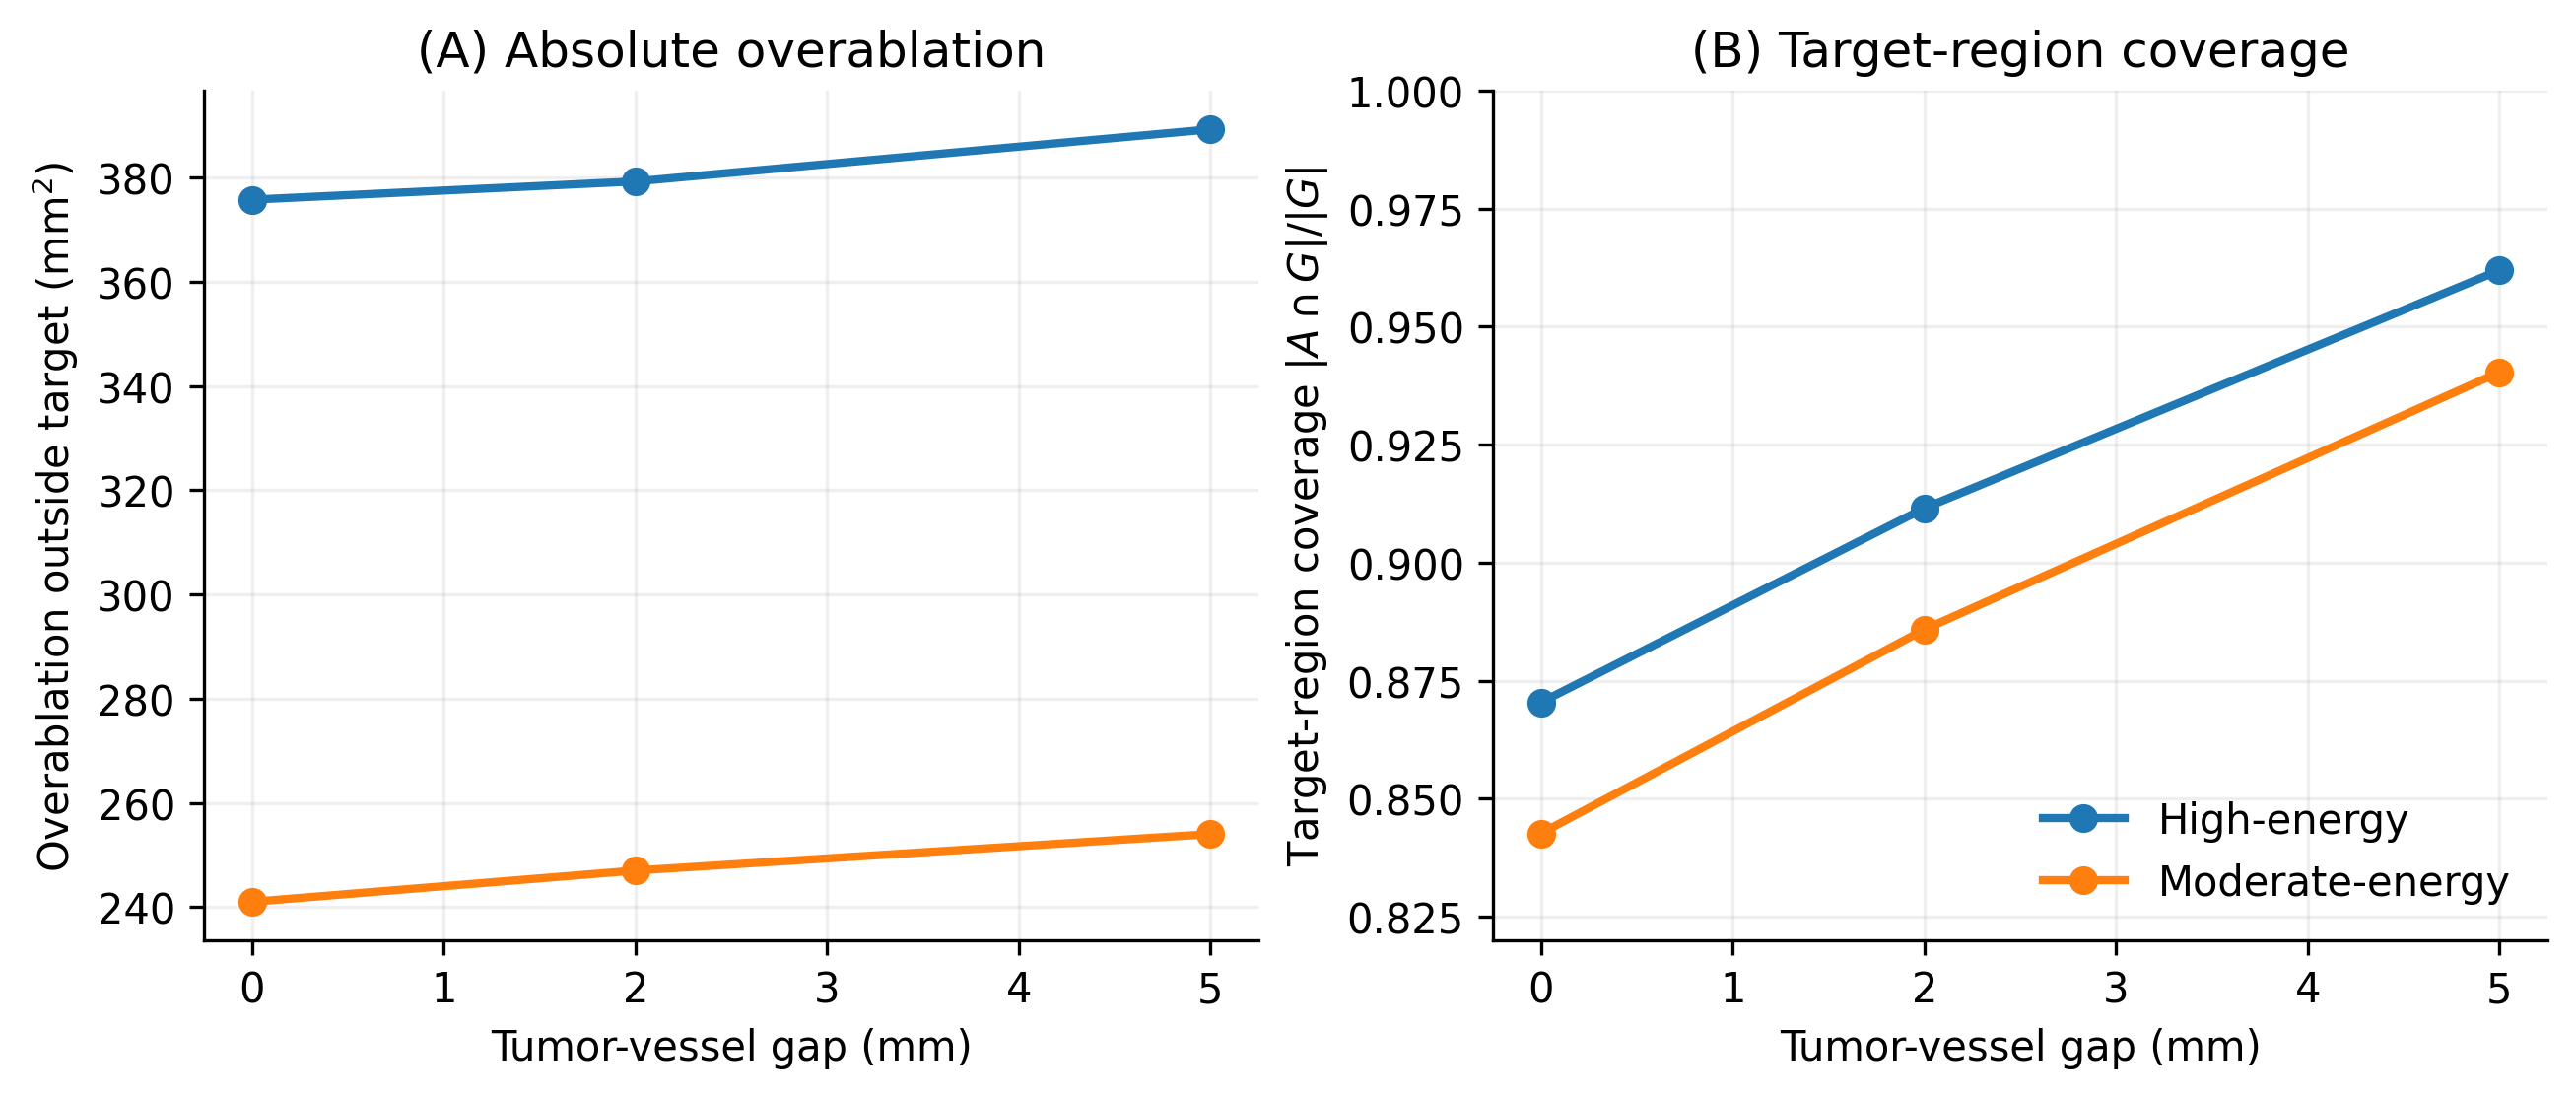 (A) Absolute overablation
Overablation outside target (mm²)
380
360
340
320
300
280
260
240
0 1 2 3 4 5
Tumor-vessel gap (mm)
(B) Target-region coverage
Target-region coverage |A ∩ G|/|G|
1.000
0.975
0.950
0.925
0.900
0.875
0.850
0.825
High-energy
Moderate-energy
0 1 2 3 4 5
Tumor-vessel gap (mm)